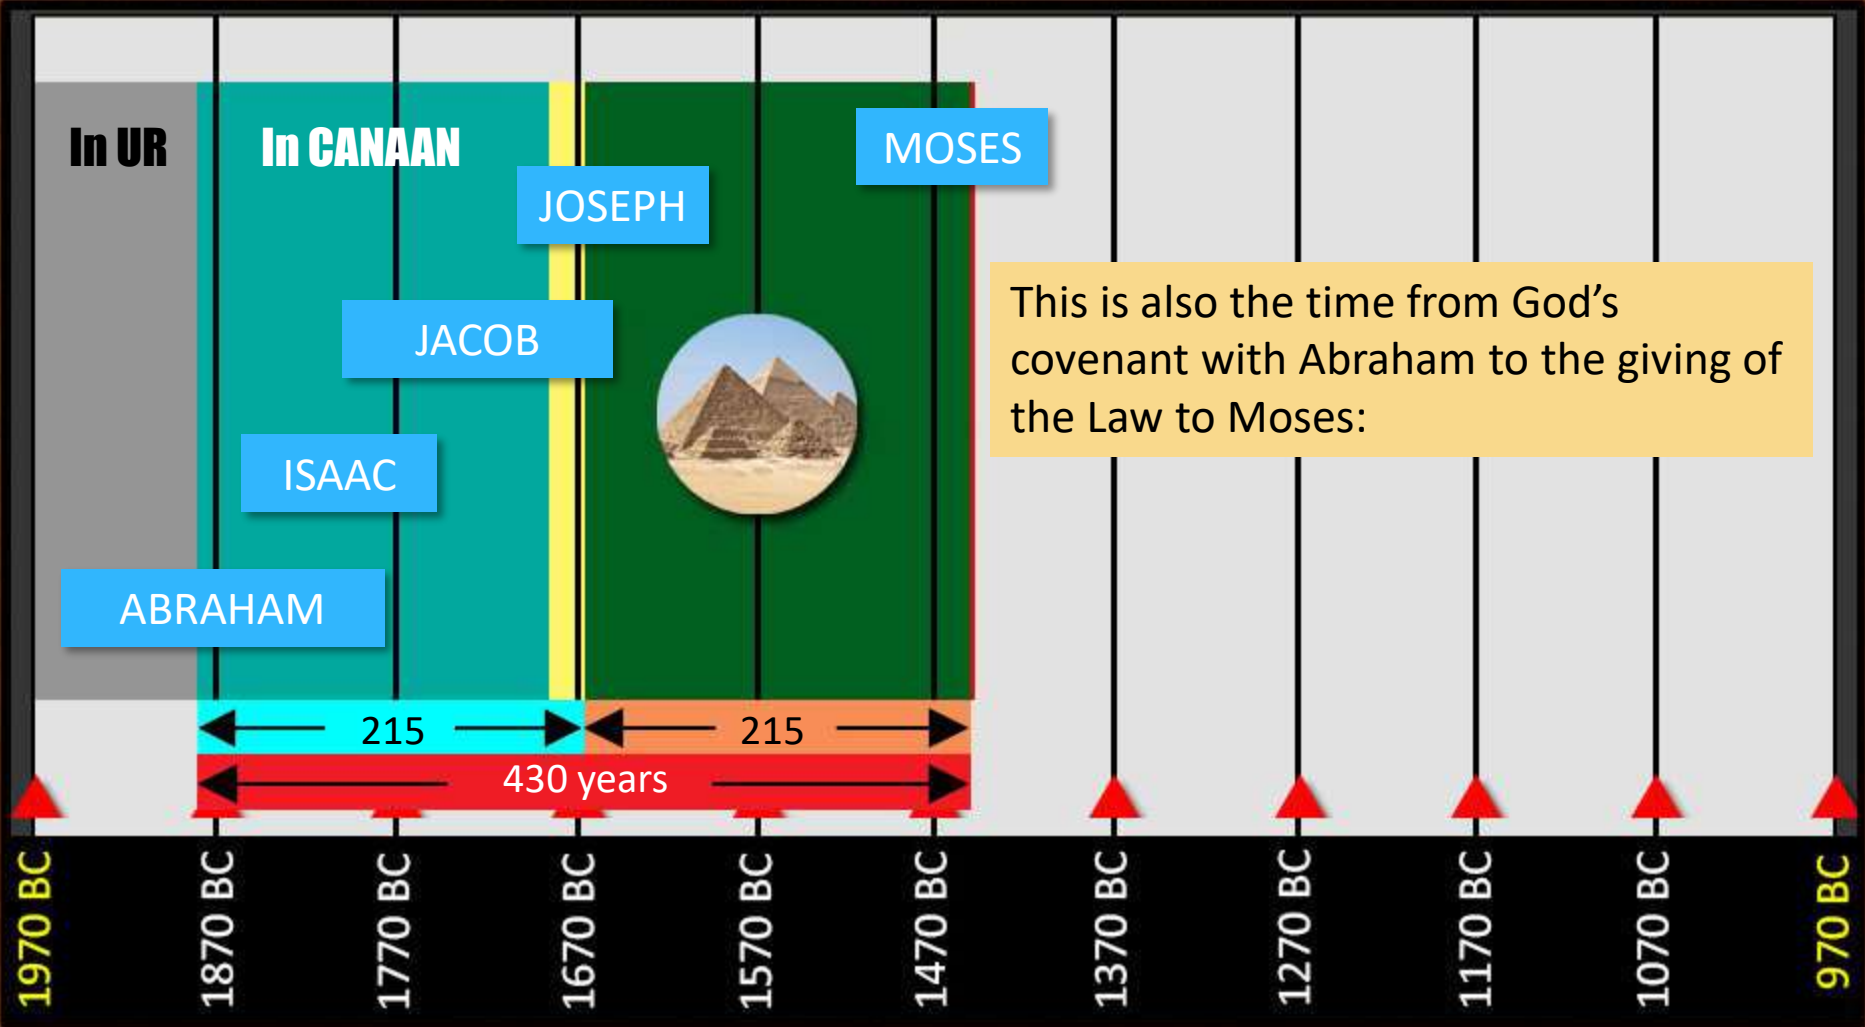 In UR
In CANAAN
MOSES
JOSEPH
This is also the time from God’s
covenant with Abraham to the giving of
the Law to Moses:
JACOB
ISAAC
ABRAHAM
215
215
430 years
1970 BC
1870 BC
1770 BC
1670 BC
1570 BC
1470 BC
1370 BC
1270 BC
1170 BC
1070 BC
970 BC